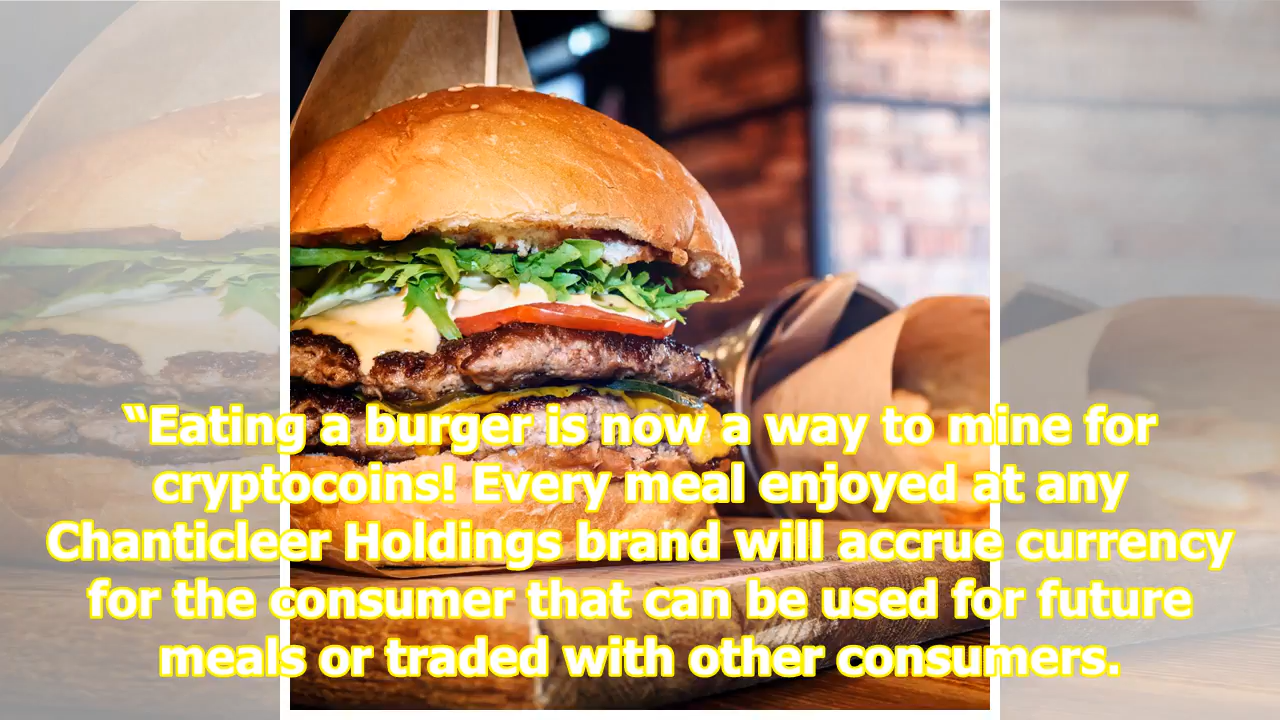 “Eating a burger is now a way to mine for
cryptocoins! Every meal enjoyed at any
Chanticleer Holdings brand will accrue currency
for the consumer that can be used for future
meals or traded with other consumers.